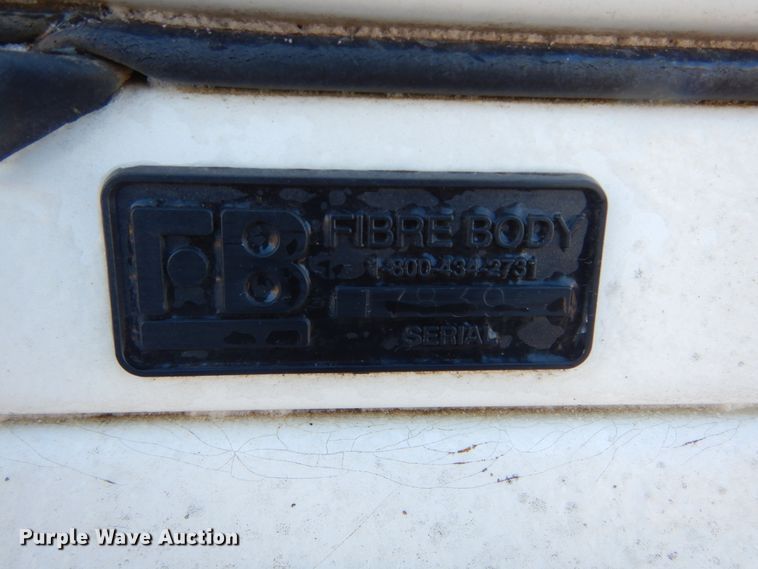 FB
FIBRE BODY
1-800-434-2731
SERIAL
Purple Wave Auction